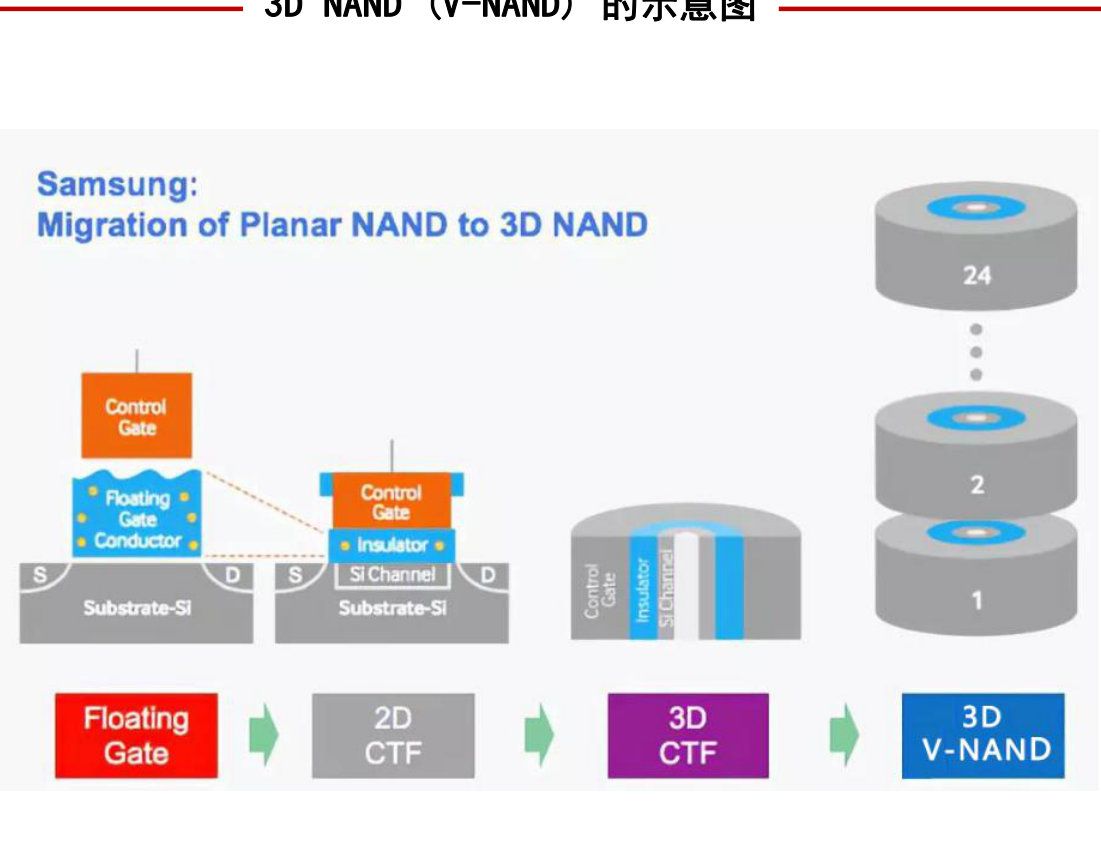 3D NAND (V-NAND) 的示意图
Samsung:
Migration of Planar NAND to 3D NAND
24
2
1
Control
Gate
Floating
Gate
Conductor
S
D
Substrate-Si
Control
Gate
Insulator
S
Si Channel
D
Substrate-Si
Control
Gate
Insulator
Si Channel
Floating
Gate
2D
CTF
3D
CTF
3D
V-NAND